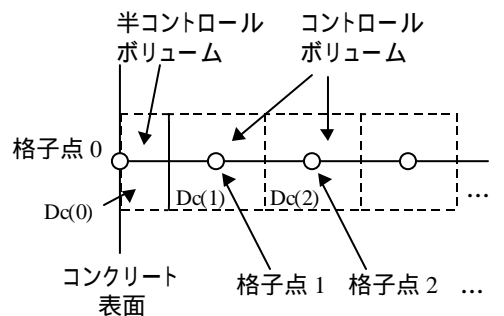 半コントロール
ボリューム
コントロール
ボリューム
格子点 0
Dc(0)
Dc(1)
Dc(2)
...
コンクリート
表面
格子点 1
格子点 2
...